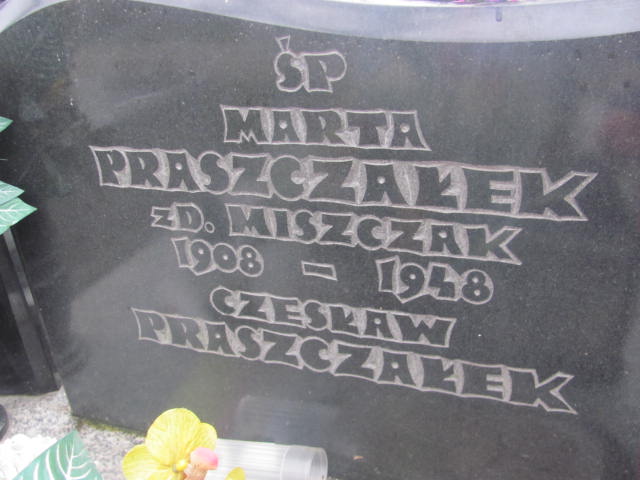 ŚP
MARTA
PRASZCZAŁEK
ZD. MISZCZAK
1908 - 1948
CZESŁAW
PRASZCZAŁEK